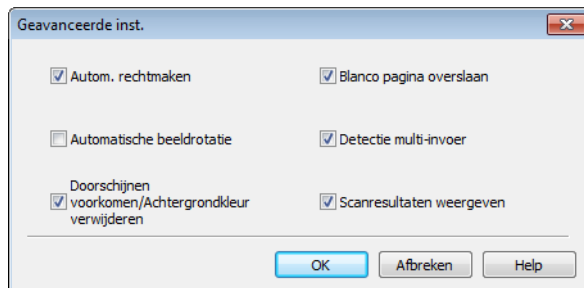 Geavanceerde inst.
Autom. rechtmaken
Blanco pagina overslaan
Automatische beeldrotatie
Detectie multi-invoer
Doorschijnen
voorkomen/Achtergrondkleur
verwijderen
Scanresultaten weergeven
OK
Afbreken
Help